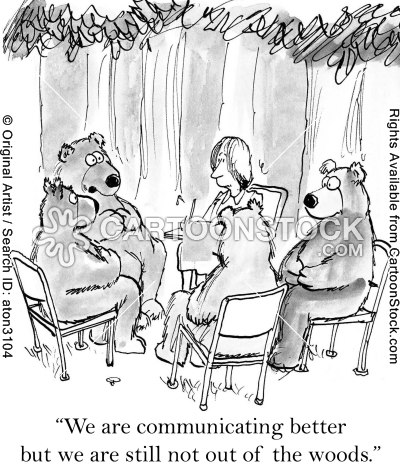 © Original Artist / Search ID: aton3104
Rights Available from CartoonStock.com
CARTOONSTOCK
.com
“We are communicating better
but we are still not out of the woods.”